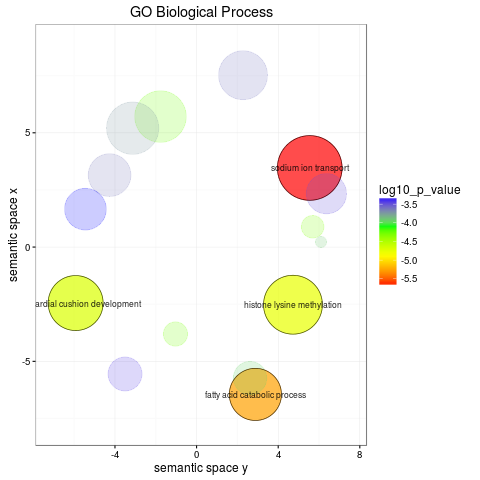 GO Biological Process
sodium ion transport
ardial cushion development
histone lysine methylation
fatty acid catabolic process
semantic space x
5
0
-5
-4
0
4
8
semantic space y
log10_p_value
-3.5
-4.0
-4.5
-5.0
-5.5